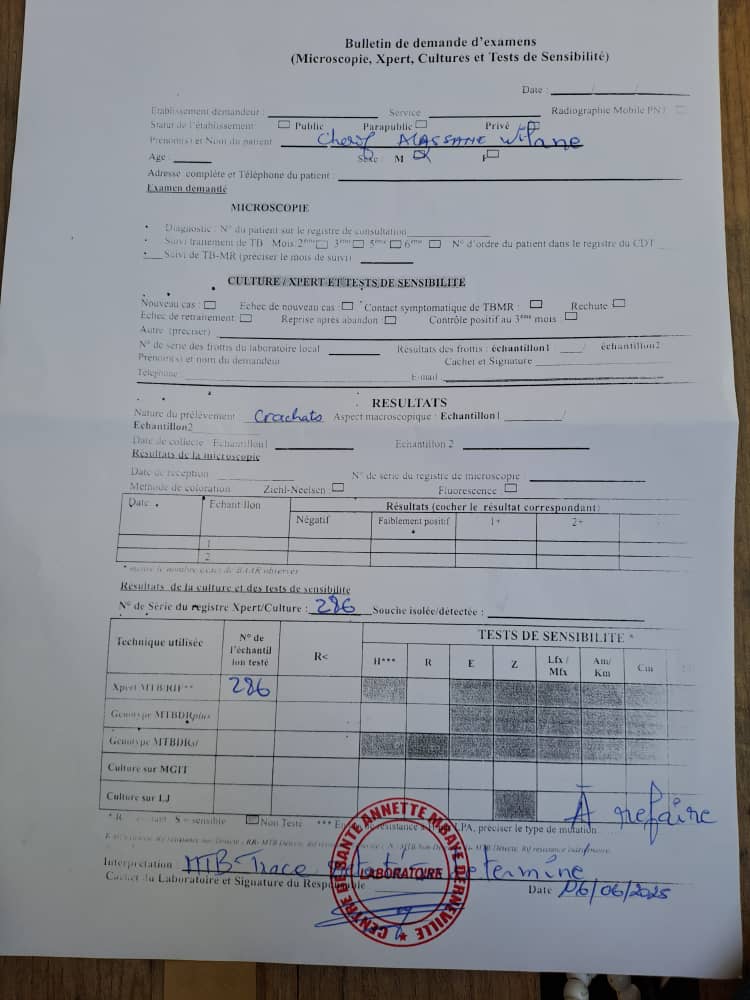 Bulletin de demande d'examens
(Microscopie, Xpert, Cultures et Tests de Sensibilité)
Date : / /
Etablissement demandeur : Service : Radiographie Mobile PNT
Statut de l'établissement Public Parapublic Privé
Prénom(s) et Nom du patient : Alassane
Age : Sexe : M F
Adresse complète et Téléphone du patient :
Examen demandé
MICROSCOPIE
Diagnostic : N° du patient sur le registre de consultation
Suivi traitement de TB Mois 2ème 3ème 5ème 6ème N° d'ordre du patient dans le registre du CDT
Suivi de TB-MR (préciser le mois de suivi)
CULTURE / XPERT ET TESTS DE SENSIBILITE
Nouveau cas : Echec de nouveau cas : Contact symptomatique de TBMR : Rechute
Echec de retraitement : Reprise après abandon : Contrôle positif au 3ème mois :
Autre (préciser)
N° de série des frottis du laboratoire local Résultats des frottis : échantillon1 / échantillon2
Prénom(s) et nom du demandeur Cachet et Signature
Téléphone E-mail
RESULTATS
Nature du prélèvement Crachats Aspect macroscopique : Echantillon1 /
Echantillon2
Date de collecte : Echantillon1 Echantillon 2
Résultats de la microscopie
Date de réception N° de série du registre de microscopie
Méthode de coloration Ziehl-Neelsen Fluorescence
Date Echantillon Résultats (cocher le résultat correspondant)
Négatif Faiblement positif 1+ 2+
1
2
* mettre le nombre exact de BAAR observés
Résultats de la culture et des tests de sensibilité
N° de Série du registre Xpert/Culture : 286 Souche isolée/détectée :
TESTS DE SENSIBILITE *
Technique utilisée N° de l'échantillon testé R< H*** R E Z Lfx / Mfx Am/ Km Cm
Xpert MTB/RIF** 286
Genotype MTBDRplus
Genotype MTBDRsl
Culture sur MGIT
Culture sur LJ
À refaire
S = sensible Non Testé *** résistance préciser le type de mutation
Interprétation : MTB-Trace
Cachet du Laboratoire et Signature du Responsable Date 06/06/2025
CENTRE DE SANTE ANNETTE MBAYE DERNEVILLE
LABORATOIRE